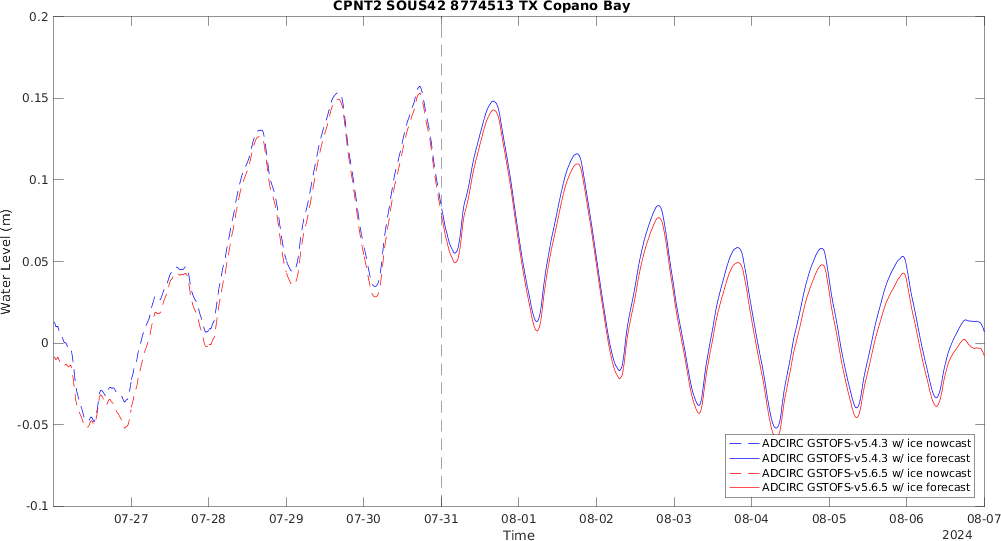 CPNT2 SOUS42 8774513 TX Copano Bay
0.2
0.15
0.1
0.05
0
-0.05
-0.1
Water Level (m)
07-27 07-28 07-29 07-30 07-31 08-01 08-02 08-03 08-04 08-05 08-06 08-07
Time
2024
ADCIRC GSTOFS-v5.4.3 w/ ice nowcast
ADCIRC GSTOFS-v5.4.3 w/ ice forecast
ADCIRC GSTOFS-v5.6.5 w/ ice nowcast
ADCIRC GSTOFS-v5.6.5 w/ ice forecast